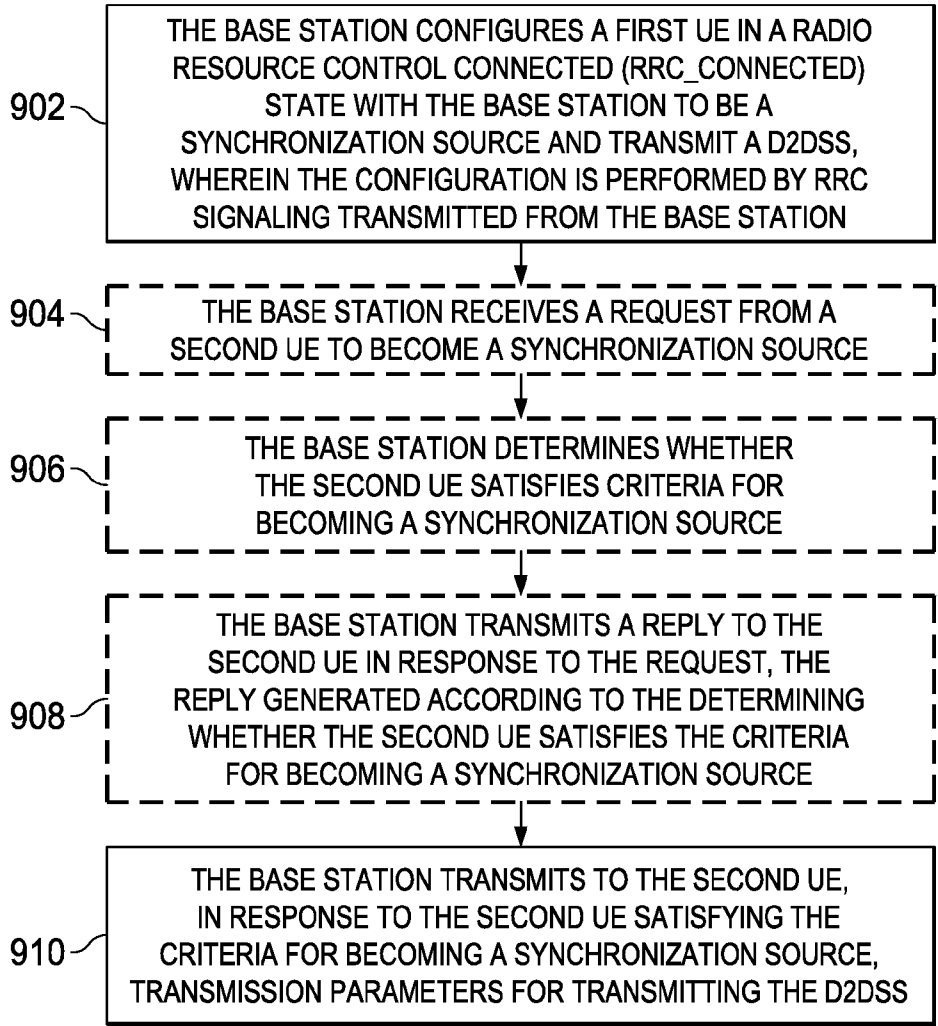 THE BASE STATION CONFIGURES A FIRST UE IN A RADIO
RESOURCE CONTROL CONNECTED (RRC_CONNECTED)
902
STATE WITH THE BASE STATION TO BE A
SYNCHRONIZATION SOURCE AND TRANSMIT A D2DSS,
WHEREIN THE CONFIGURATION IS PERFORMED BY RRC
SIGNALING TRANSMITTED FROM THE BASE STATION
904
THE BASE STATION RECEIVES A REQUEST FROM A
SECOND UE TO BECOME A SYNCHRONIZATION SOURCE
906
THE BASE STATION DETERMINES WHETHER
THE SECOND UE SATISFIES CRITERIA FOR
BECOMING A SYNCHRONIZATION SOURCE
908
THE BASE STATION TRANSMITS A REPLY TO THE
SECOND UE IN RESPONSE TO THE REQUEST, THE
REPLY GENERATED ACCORDING TO THE DETERMINING
WHETHER THE SECOND UE SATISFIES THE CRITERIA
FOR BECOMING A SYNCHRONIZATION SOURCE
910
THE BASE STATION TRANSMITS TO THE SECOND UE,
IN RESPONSE TO THE SECOND UE SATISFYING THE
CRITERIA FOR BECOMING A SYNCHRONIZATION SOURCE,
TRANSMISSION PARAMETERS FOR TRANSMITTING THE D2DSS